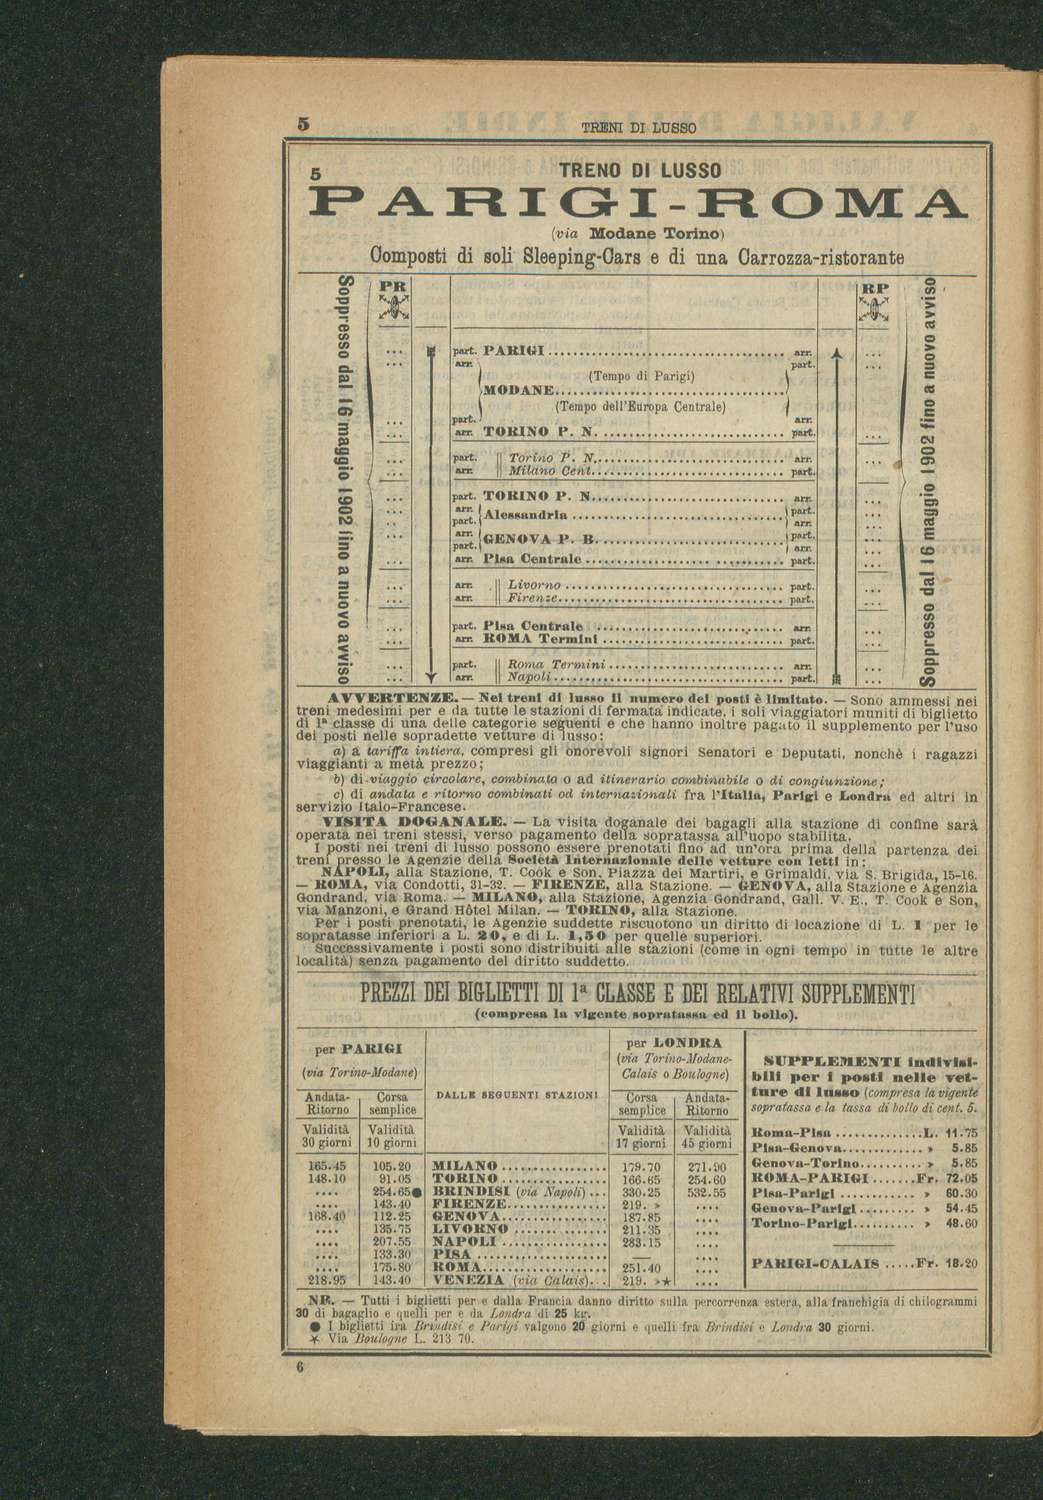 5
TRENI DI LUSSO
5
TRENO DI LUSSO
PARIGI-ROMA
(via Modane Torino)
Composti di soli Sleeping-Cars e di una Carrozza-ristorante
Soppresso dal 16 maggio 1902 fino a nuovo avviso
PR
RP
Soppresso dal 16 maggio 1902 fino a nuovo avviso
... part. PARIGI ... arr. ...
... arr. part. ...
(Tempo di Parigi)
MODANE...
(Tempo dell'Europa Centrale)
... part. arr.
... arr. TORINO P. N. ... part. ...
... part. Torino P. N. ... arr. ...
... arr. Milano Cent. ... part. ...
... part. TORINO P. N. ... arr. ...
... arr. Alessandria ... part. ...
... part. arr. ...
... arr. GENOVA P. B. ... part. ...
part. arr. ...
... arr. Pisa Centrale ... part. ...
... arr. Livorno ... part. ...
... arr. Firenze ... part. ...
... part. Pisa Centrale ... arr. ...
... arr. ROMA Termini ... part. ...
... part. Roma Termini ... arr. ...
... arr. Napoli ... part. ...
AVVERTENZE. — Nei treni di lusso il numero dei posti è limitato. — Sono ammessi nei
treni medesimi per e da tutte le stazioni di fermata indicate, i soli viaggiatori muniti di biglietto
di 1ª classe di una delle categorie seguenti e che hanno inoltre pagato il supplemento per l'uso
dei posti nelle sopradette vetture di lusso:
a) a tariffa intiera, compresi gli onorevoli signori Senatori e Deputati, nonchè i ragazzi
viaggianti a metà prezzo;
b) di viaggio circolare, combinato o ad itinerario combinabile o di congiunzione;
c) di andata e ritorno combinati od internazionali fra l'Italia, Parigi e Londra ed altri in
servizio Italo-Francese.
VISITA DOGANALE. — La visita doganale dei bagagli alla stazione di confine sarà
operata nei treni stessi, verso pagamento della sopratassa all'uopo stabilita.
I posti nei treni di lusso possono essere prenotati fino ad un'ora prima della partenza dei
treni presso le Agenzie della Società Internazionale delle vetture con letti in:
NAPOLI, alla Stazione, T. Cook e Son, Piazza dei Martiri, e Grimaldi, via S. Brigida, 15-16.
— ROMA, via Condotti, 31-32. — FIRENZE, alla Stazione. — GENOVA, alla Stazione e Agenzia
Gondrand, via Roma. — MILANO, alla Stazione, Agenzia Gondrand, Gall. V. E., T. Cook e Son,
via Manzoni, e Grand Hôtel Milan. — TORINO, alla Stazione.
Per i posti prenotati, le Agenzie suddette riscuotono un diritto di locazione di L. 1 per le
sopratasse inferiori a L. 20, e di L. 1,50 per quelle superiori.
Successivamente i posti sono distribuiti alle stazioni (come in ogni tempo in tutte le altre
località) senza pagamento del diritto suddetto.
PREZZI DEI BIGLIETTI DI 1ª CLASSE E DEI RELATIVI SUPPLEMENTI
(compresa la vigente sopratassa ed il bollo).
per PARIGI
(via Torino-Modane)
Andata-Ritorno
Corsa semplice
Validità 30 giorni
Validità 10 giorni
DALLE SEGUENTI STAZIONI
per LONDRA
(via Torino-Modane-
Calais o Boulogne)
Corsa semplice
Andata-Ritorno
Validità 17 giorni
Validità 45 giorni
165.45 105.20 MILANO ... 179.70 271.90
148.10 91.05 TORINO ... 166.65 254.60
.... 254.65● BRINDISI (via Napoli) ... 330.25 532.55
.... 143.40 FIRENZE ... 219. » ....
168.40 112.25 GENOVA ... 187.85 ....
.... 135.75 LIVORNO ... 211.35 ....
.... 207.55 NAPOLI ... 283.15 ....
.... 133.30 PISA ... — ....
.... 175.80 ROMA ... 251.40 ....
218.95 143.40 VENEZIA (via Calais) ... 219. »★ ....
SUPPLEMENTI indivisi-
bili per i posti nelle vet-
ture di lusso (compresa la vigente
sopratassa e la tassa di bollo di cent. 5.
Roma-Pisa ... L. 11.75
Pisa-Genova ... » 5.85
Genova-Torino ... » 5.85
ROMA-PARIGI ... Fr. 72.05
Pisa-Parigi ... » 60.30
Genova-Parigi ... » 54.45
Torino-Parigi ... » 48.60
PARIGI-CALAIS ..... Fr. 18.20
NB. — Tutti i biglietti per e dalla Francia danno diritto sulla percorrenza estera, alla franchigia di chilogrammi
30 di bagaglio e quelli per e da Londra di 25 kg.
● I biglietti fra Brindisi e Parigi valgono 20 giorni e quelli fra Brindisi e Londra 30 giorni.
★ Via Boulogne L. 213 70.
6